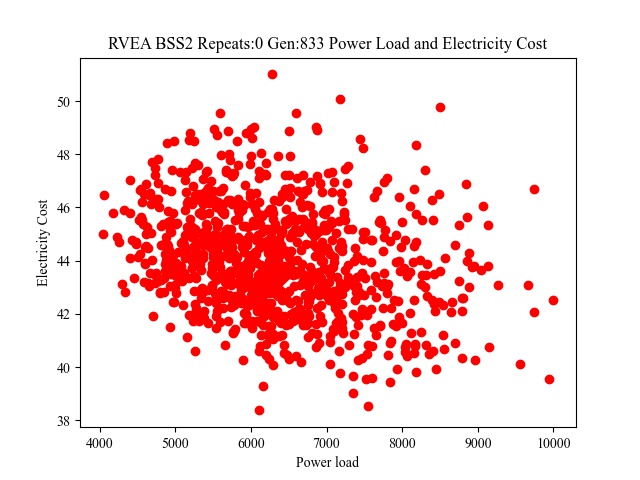 RVEA BSS2 Repeats:0 Gen:833 Power Load and Electricity Cost
50
48
46
44
42
40
38
Electricity Cost
4000 5000 6000 7000 8000 9000 10000
Power load